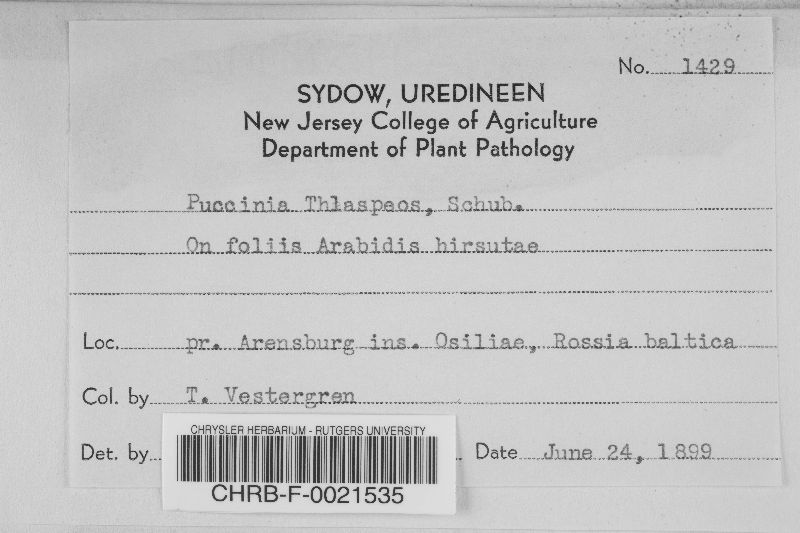 No. 1429
SYDOW, UREDINEEN
New Jersey College of Agriculture
Department of Plant Pathology
Puccinia Thlaspeos, Schub.
On foliis Arabidis hirsutae
Loc. pr. Arensburg ins. Osiliae, Rossia baltica
Col. by T. Vestergren
Det. by Date June 24, 1899
CHRYSLER HERBARIUM - RUTGERS UNIVERSITY
CHRB-F-0021535